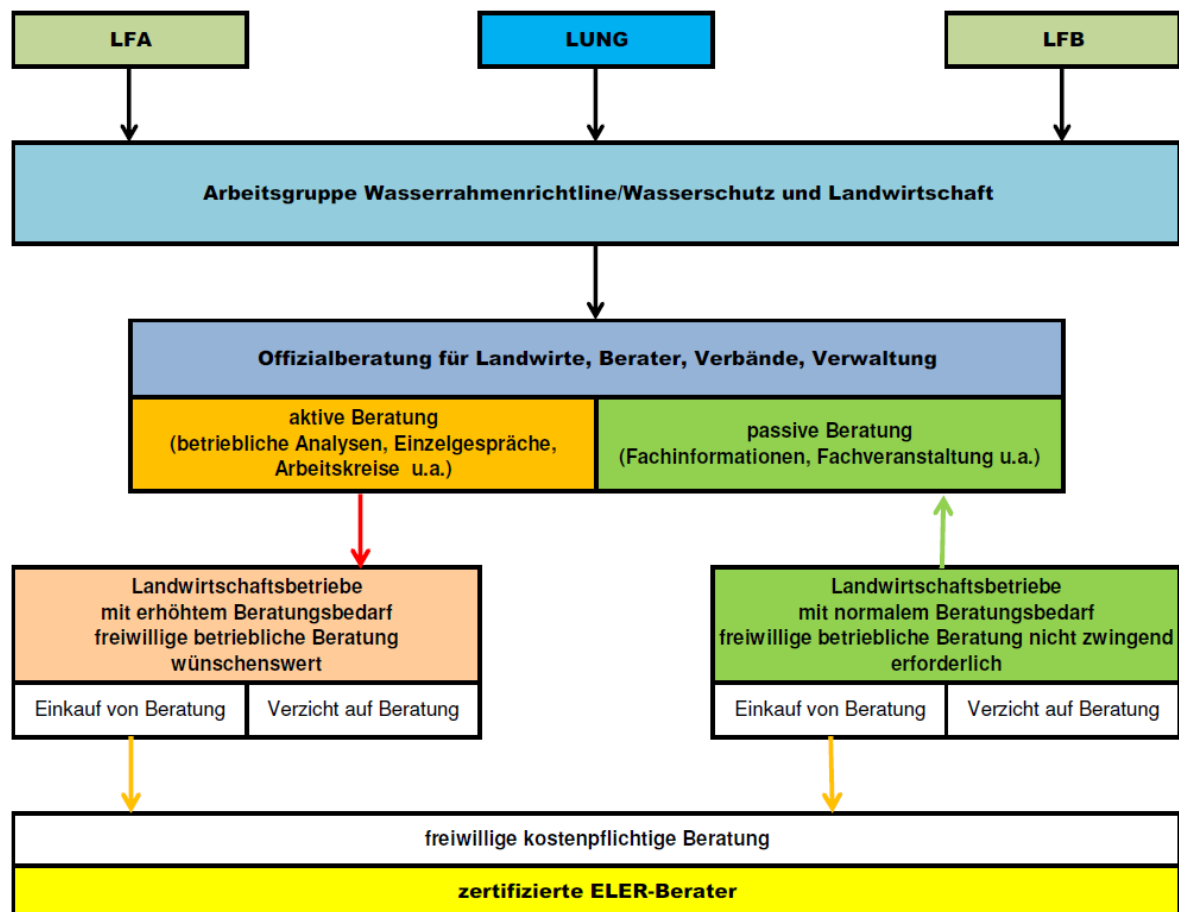 LFA
LUNG
LFB
Arbeitsgruppe Wasserrahmenrichtline/Wasserschutz und Landwirtschaft
Offizialberatung für Landwirte, Berater, Verbände, Verwaltung
aktive Beratung
(betriebliche Analysen, Einzelgespräche,
Arbeitskreise u.a.)
passive Beratung
(Fachinformationen, Fachveranstaltung u.a.)
Landwirtschaftsbetriebe
mit erhöhtem Beratungsbedarf
freiwillige betriebliche Beratung
wünschenswert
Einkauf von Beratung
Verzicht auf Beratung
Landwirtschaftsbetriebe
mit normalem Beratungsbedarf
freiwillige betriebliche Beratung nicht zwingend
erforderlich
Einkauf von Beratung
Verzicht auf Beratung
freiwillige kostenpflichtige Beratung
zertifizierte ELER-Berater